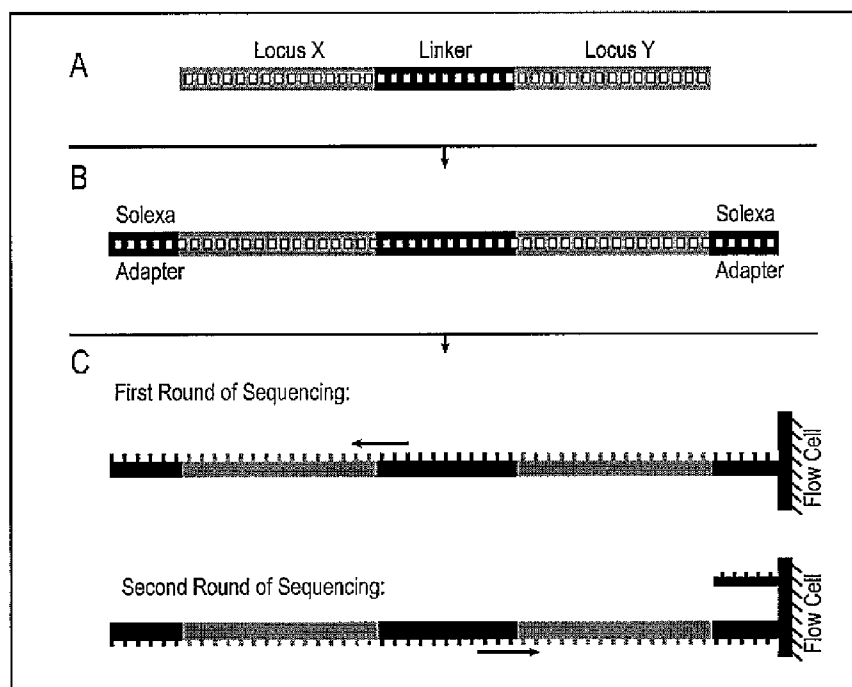 A
Locus X Linker Locus Y
B
Solexa Solexa
Adapter Adapter
C
First Round of Sequencing:
Flow Cell
Second Round of Sequencing:
Flow Cell